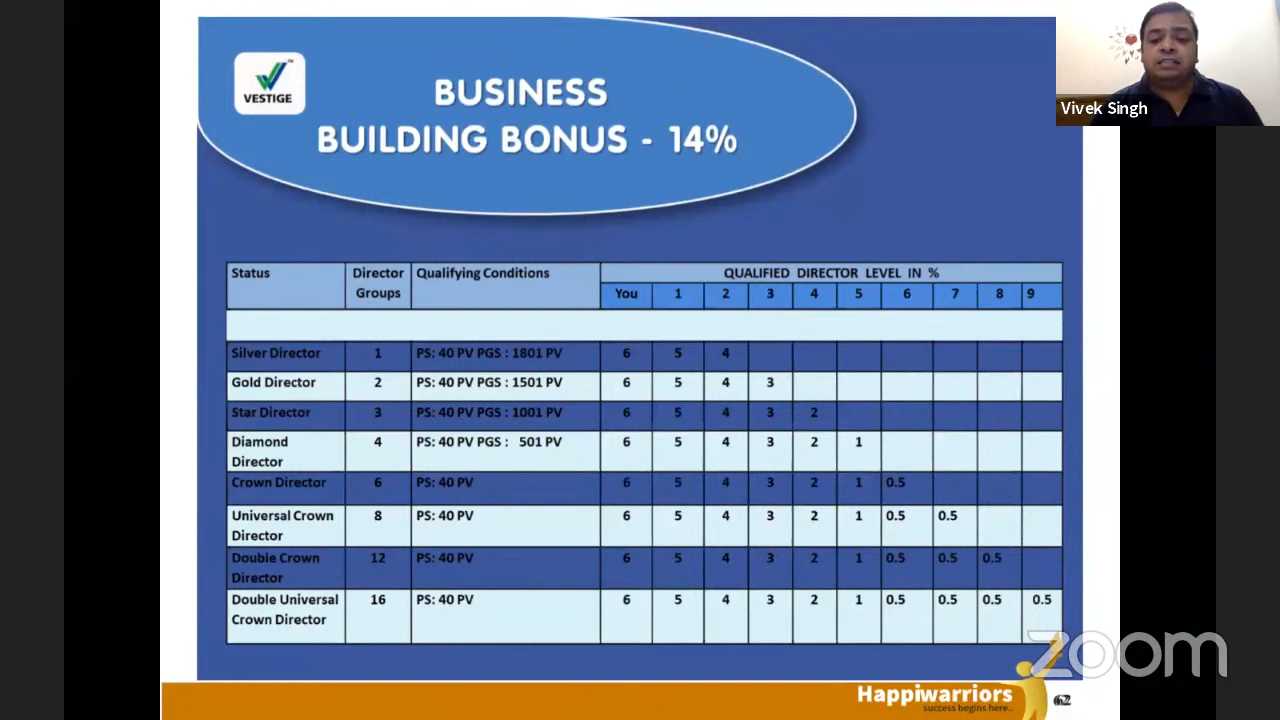 VESTIGE
BUSINESS
BUILDING BONUS - 14%
Vivek Singh
Status Director Groups Qualifying Conditions QUALIFIED DIRECTOR LEVEL IN %
You 1 2 3 4 5 6 7 8 9
Silver Director 1 PS: 40 PV PGS : 1801 PV 6 5 4
Gold Director 2 PS: 40 PV PGS : 1501 PV 6 5 4 3
Star Director 3 PS: 40 PV PGS : 1001 PV 6 5 4 3 2
Diamond Director 4 PS: 40 PV PGS : 501 PV 6 5 4 3 2 1
Crown Director 6 PS: 40 PV 6 5 4 3 2 1 0.5
Universal Crown Director 8 PS: 40 PV 6 5 4 3 2 1 0.5 0.5
Double Crown Director 12 PS: 40 PV 6 5 4 3 2 1 0.5 0.5 0.5
Double Universal Crown Director 16 PS: 40 PV 6 5 4 3 2 1 0.5 0.5 0.5 0.5
zoom
Happiwarriors
success begins here..
62